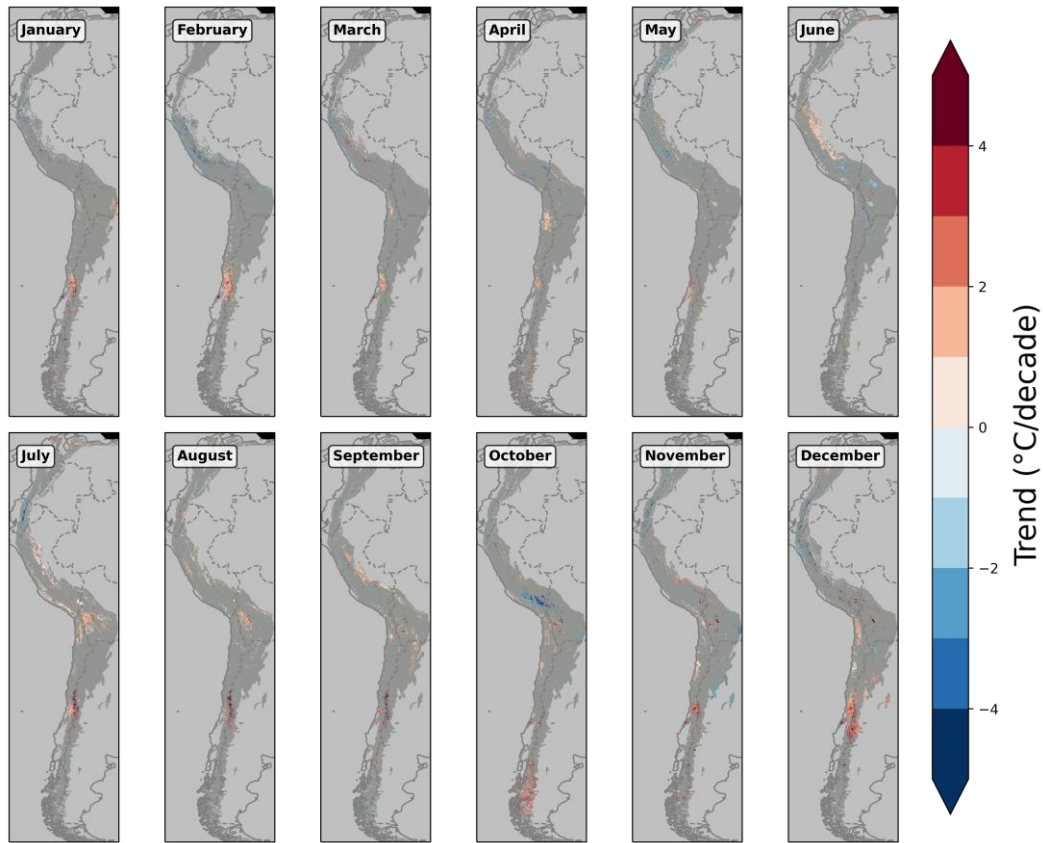 January
February
March
April
May
June
July
August
September
October
November
December
4
2
0
−2
−4
Trend (°C/decade)